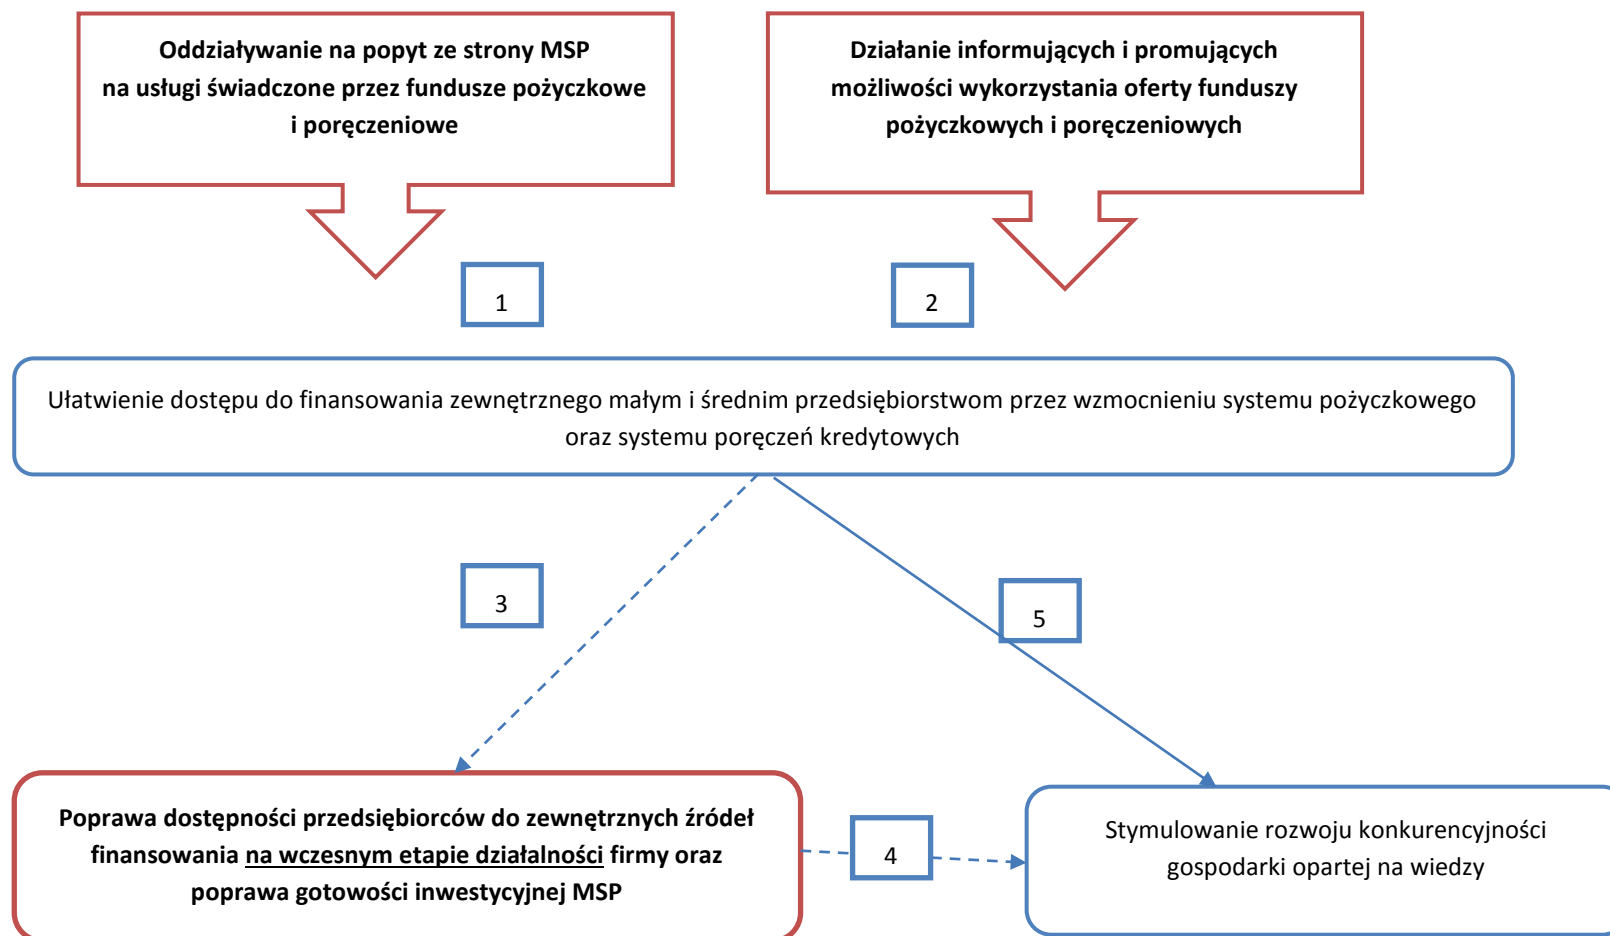 Oddziaływanie na popyt ze strony MSP
na usługi świadczone przez fundusze pożyczkowe
i poręczeniowe
Działanie informujących i promujących
możliwości wykorzystania oferty funduszy
pożyczkowych i poręczeniowych
1
2
Ułatwienie dostępu do finansowania zewnętrznego małym i średnim przedsiębiorstwom przez wzmocnieniu systemu pożyczkowego
oraz systemu poręczeń kredytowych
3
5
Poprawa dostępności przedsiębiorców do zewnętrznych źródeł
finansowania na wczesnym etapie działalności firmy oraz
poprawa gotowości inwestycyjnej MSP
4
Stymulowanie rozwoju konkurencyjności
gospodarki opartej na wiedzy